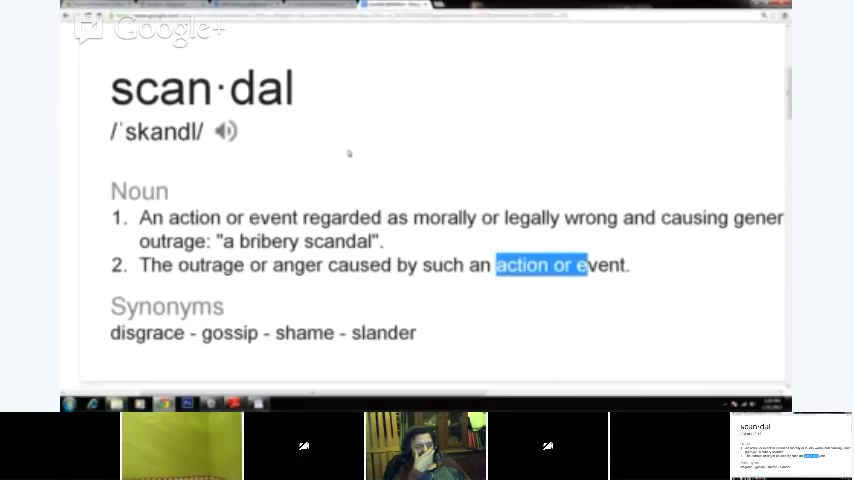 Google+
scan·dal
/ˈskandl/
Noun
1. An action or event regarded as morally or legally wrong and causing gener
outrage: "a bribery scandal".
2. The outrage or anger caused by such an action or event.
Synonyms
disgrace - gossip - shame - slander
scan·dal